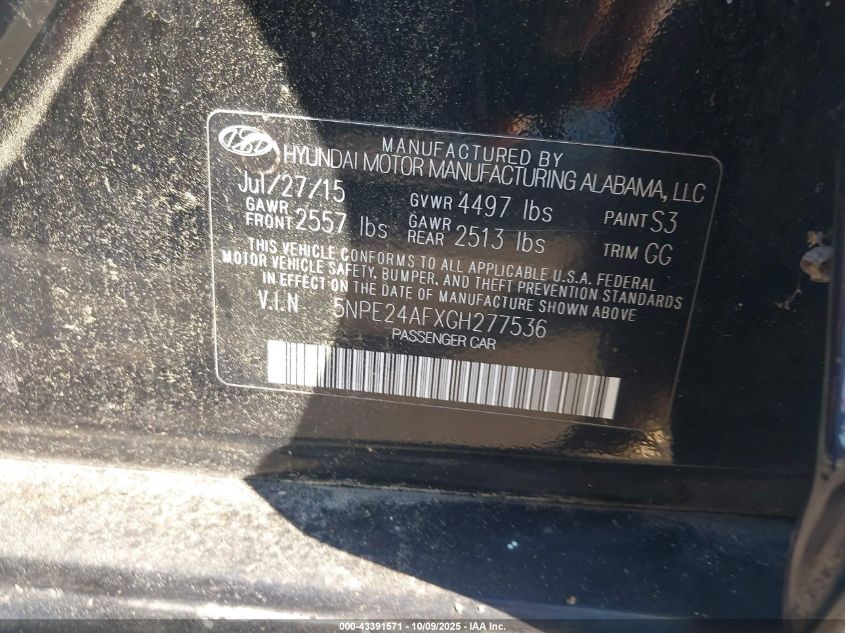 MANUFACTURED BY
HYUNDAI MOTOR MANUFACTURING ALABAMA, LLC
Jul/27/15 GVWR 4497 lbs PAINT S3
GAWR FRONT 2557 lbs GAWR REAR 2513 lbs TRIM GG
THIS VEHICLE CONFORMS TO ALL APPLICABLE U.S.A. FEDERAL
MOTOR VEHICLE SAFETY, BUMPER, AND THEFT PREVENTION STANDARDS
IN EFFECT ON THE DATE OF MANUFACTURE SHOWN ABOVE
V.I.N 5NPE24AFXGH277536
PASSENGER CAR
000-43391571 - 10/09/2025 - IAA, Inc.